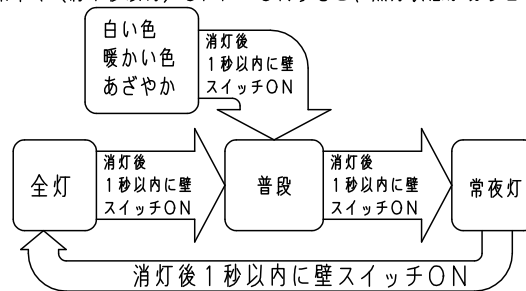 白い色
暖かい色
あざやか
消灯後
1秒以内に壁
スイッチON
全灯
消灯後
1秒以内に壁
スイッチON
普段
消灯後
1秒以内に壁
スイッチON
常夜灯
消灯後1秒以内に壁スイッチON